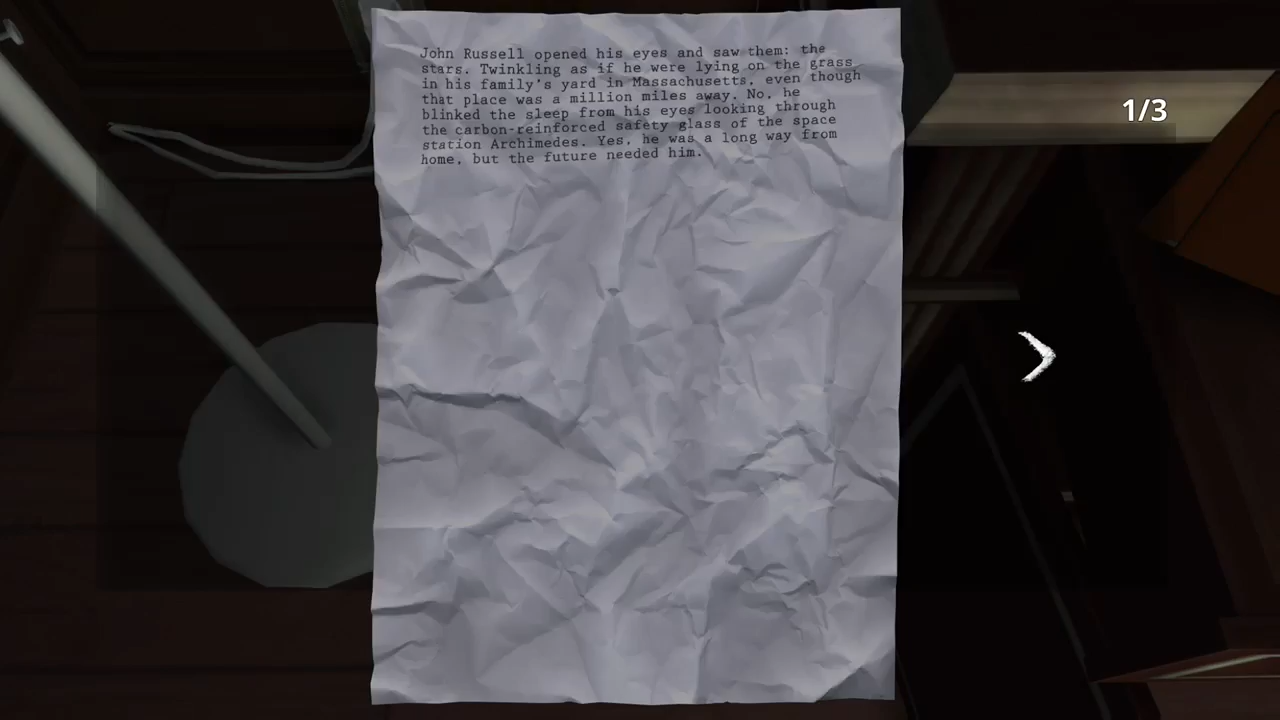 John Russell opened his eyes and saw them: the
stars. Twinkling as if he were lying on the grass
in his family's yard in Massachusetts, even though
that place was a million miles away. No, he
blinked the sleep from his eyes looking through
the carbon-reinforced safety glass of the space
station Archimedes. Yes, he was a long way from
home, but the future needed him.
1/3